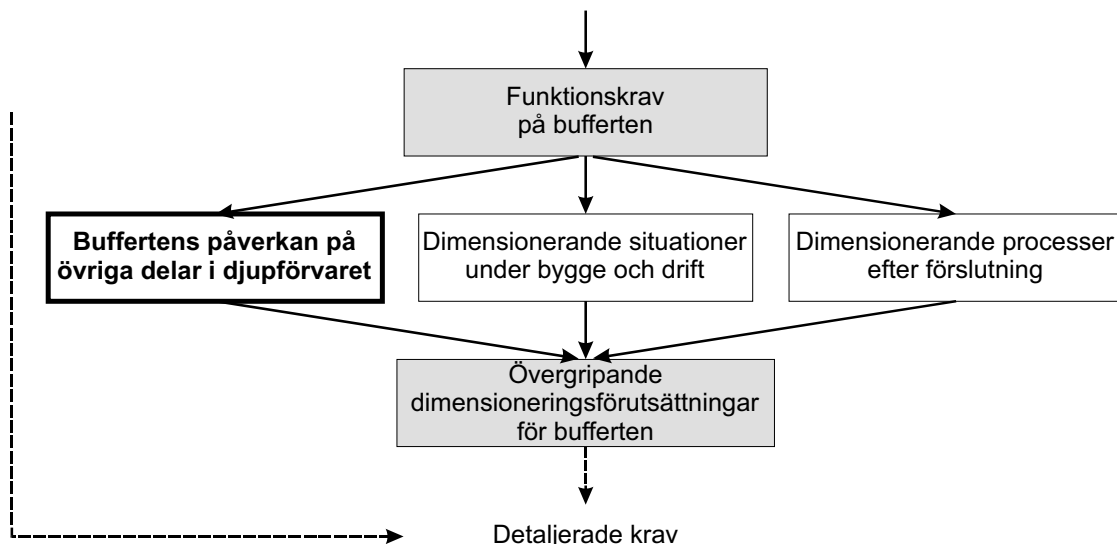 Funktionskrav
på bufferten
Buffertens påverkan på
övriga delar i djupförvaret
Dimensionerande situationer
under bygge och drift
Dimensionerande processer
efter förslutning
Övergripande
dimensioneringsförutsättningar
för bufferten
Detaljerade krav